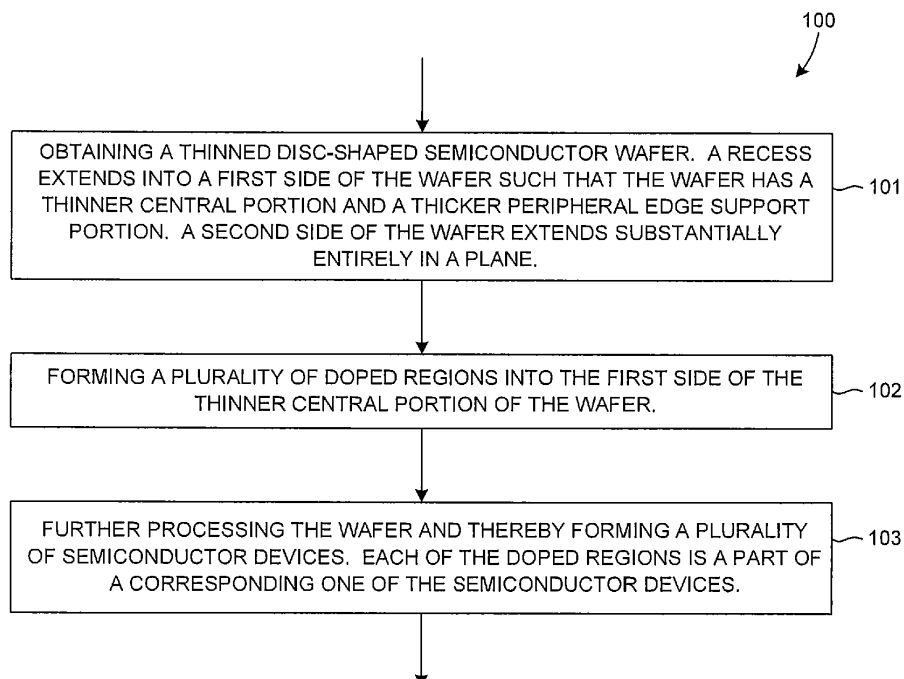 100
OBTAINING A THINNED DISC-SHAPED SEMICONDUCTOR WAFER. A RECESS
EXTENDS INTO A FIRST SIDE OF THE WAFER SUCH THAT THE WAFER HAS A
THINNER CENTRAL PORTION AND A THICKER PERIPHERAL EDGE SUPPORT
PORTION. A SECOND SIDE OF THE WAFER EXTENDS SUBSTANTIALLY
ENTIRELY IN A PLANE.
101
FORMING A PLURALITY OF DOPED REGIONS INTO THE FIRST SIDE OF THE
THINNER CENTRAL PORTION OF THE WAFER.
102
FURTHER PROCESSING THE WAFER AND THEREBY FORMING A PLURALITY
OF SEMICONDUCTOR DEVICES. EACH OF THE DOPED REGIONS IS A PART OF
A CORRESPONDING ONE OF THE SEMICONDUCTOR DEVICES.
103